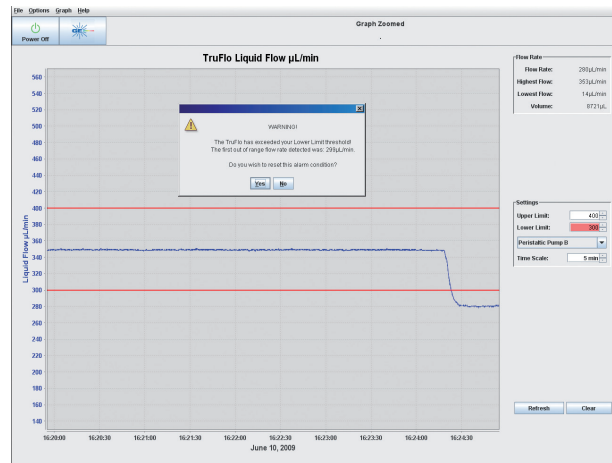 File Options Graph Help
Graph Zoomed
Power Off
TruFlo Liquid Flow µL/min
Flow Rate
Flow Rate: 280µL/min
Highest Flow: 353µL/min
Lowest Flow: 14µL/min
Volume: 8721µL
WARNING!
The TruFlo has exceeded your Lower Limit threshold!
The first out of range flow rate detected was: 299µL/min.
Do you wish to reset this alarm condition?
Yes No
Settings
Upper Limit: 400
Lower Limit: 300
Peristaltic Pump B
Time Scale: 5 min
Refresh Clear
Liquid Flow µL/min
560
540
520
500
480
460
440
420
400
380
360
340
320
300
280
260
240
220
200
180
160
140
16:20:00 16:20:30 16:21:00 16:21:30 16:22:00 16:22:30 16:23:00 16:23:30 16:24:00 16:24:30
June 10, 2009